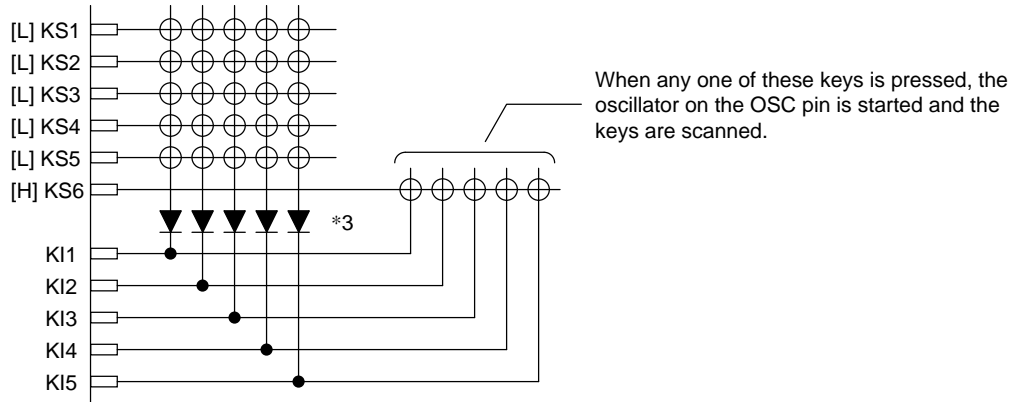 [L] KS1
[L] KS2
[L] KS3
[L] KS4
[L] KS5
[H] KS6
When any one of these keys is pressed, the
oscillator on the OSC pin is started and the
keys are scanned.
*3
KI1
KI2
KI3
KI4
KI5